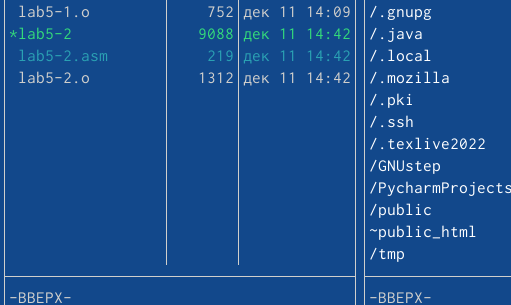 lab5-1.o 752 дек 11 14:09
*lab5-2 9088 дек 11 14:42
lab5-2.asm 219 дек 11 14:42
lab5-2.o 1312 дек 11 14:42
-ВВЕРХ-
/.gnupg
/.java
/.local
/.mozilla
/.pki
/.ssh
/.texlive2022
/GNUstep
/PycharmProjects
/public
~public_html
/tmp
-ВВЕРХ-